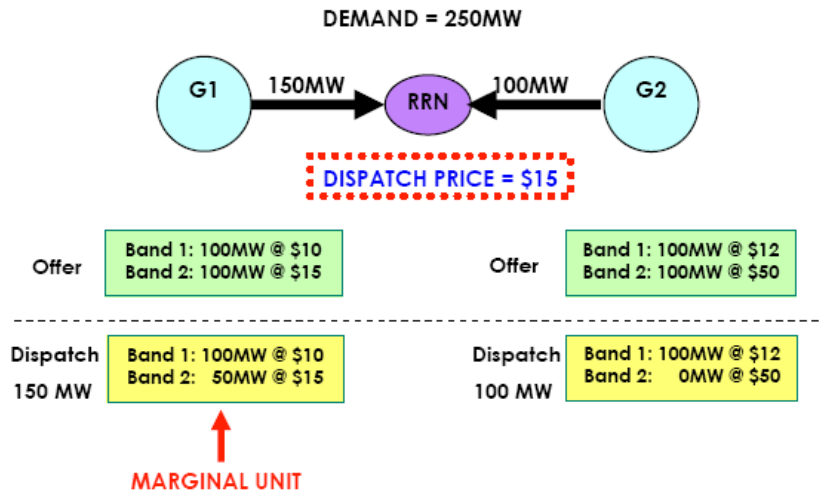 DEMAND = 250MW
G1
150MW
RRN
100MW
G2
DISPATCH PRICE = $15
Offer
Band 1: 100MW @ $10
Band 2: 100MW @ $15
Offer
Band 1: 100MW @ $12
Band 2: 100MW @ $50
Dispatch
150 MW
Band 1: 100MW @ $10
Band 2: 50MW @ $15
Dispatch
100 MW
Band 1: 100MW @ $12
Band 2: 0MW @ $50
MARGINAL UNIT